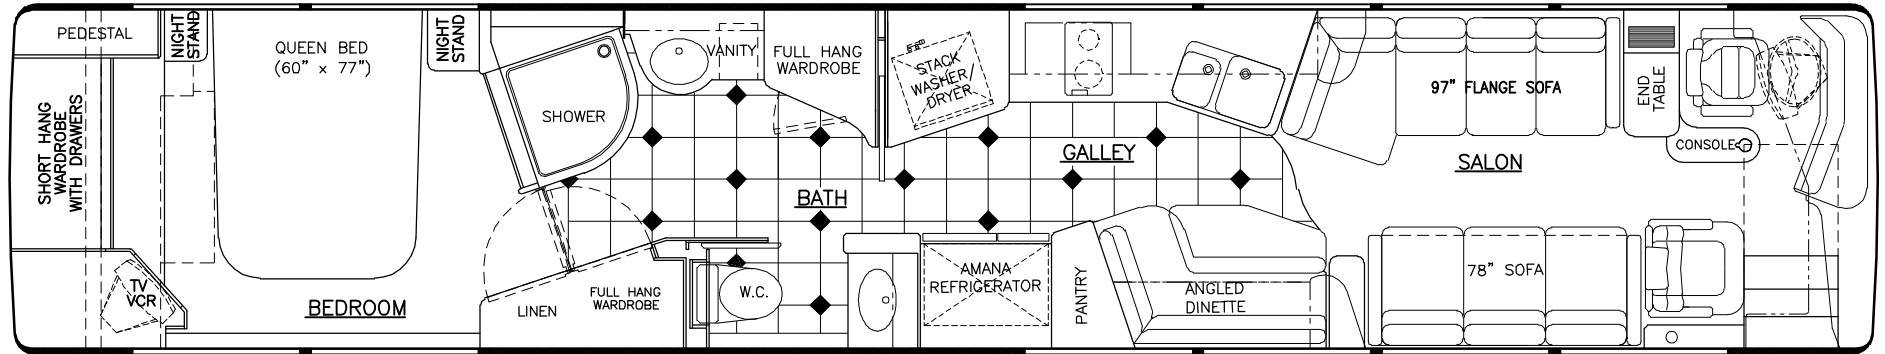 PEDESTAL
NIGHT
STAND
QUEEN BED
(60" x 77")
NIGHT
STAND
SHORT HANG
WARDROBE
WITH DRAWERS
TV
VCR
BEDROOM
SHOWER
VANITY
FULL HANG
WARDROBE
BATH
LINEN
FULL HANG
WARDROBE
W.C.
STACK
WASHER/
DRYER
GALLEY
AMANA
REFRIGERATOR
PANTRY
ANGLED
DINETTE
97" FLANGE SOFA
SALON
78" SOFA
END
TABLE
CONSOLE